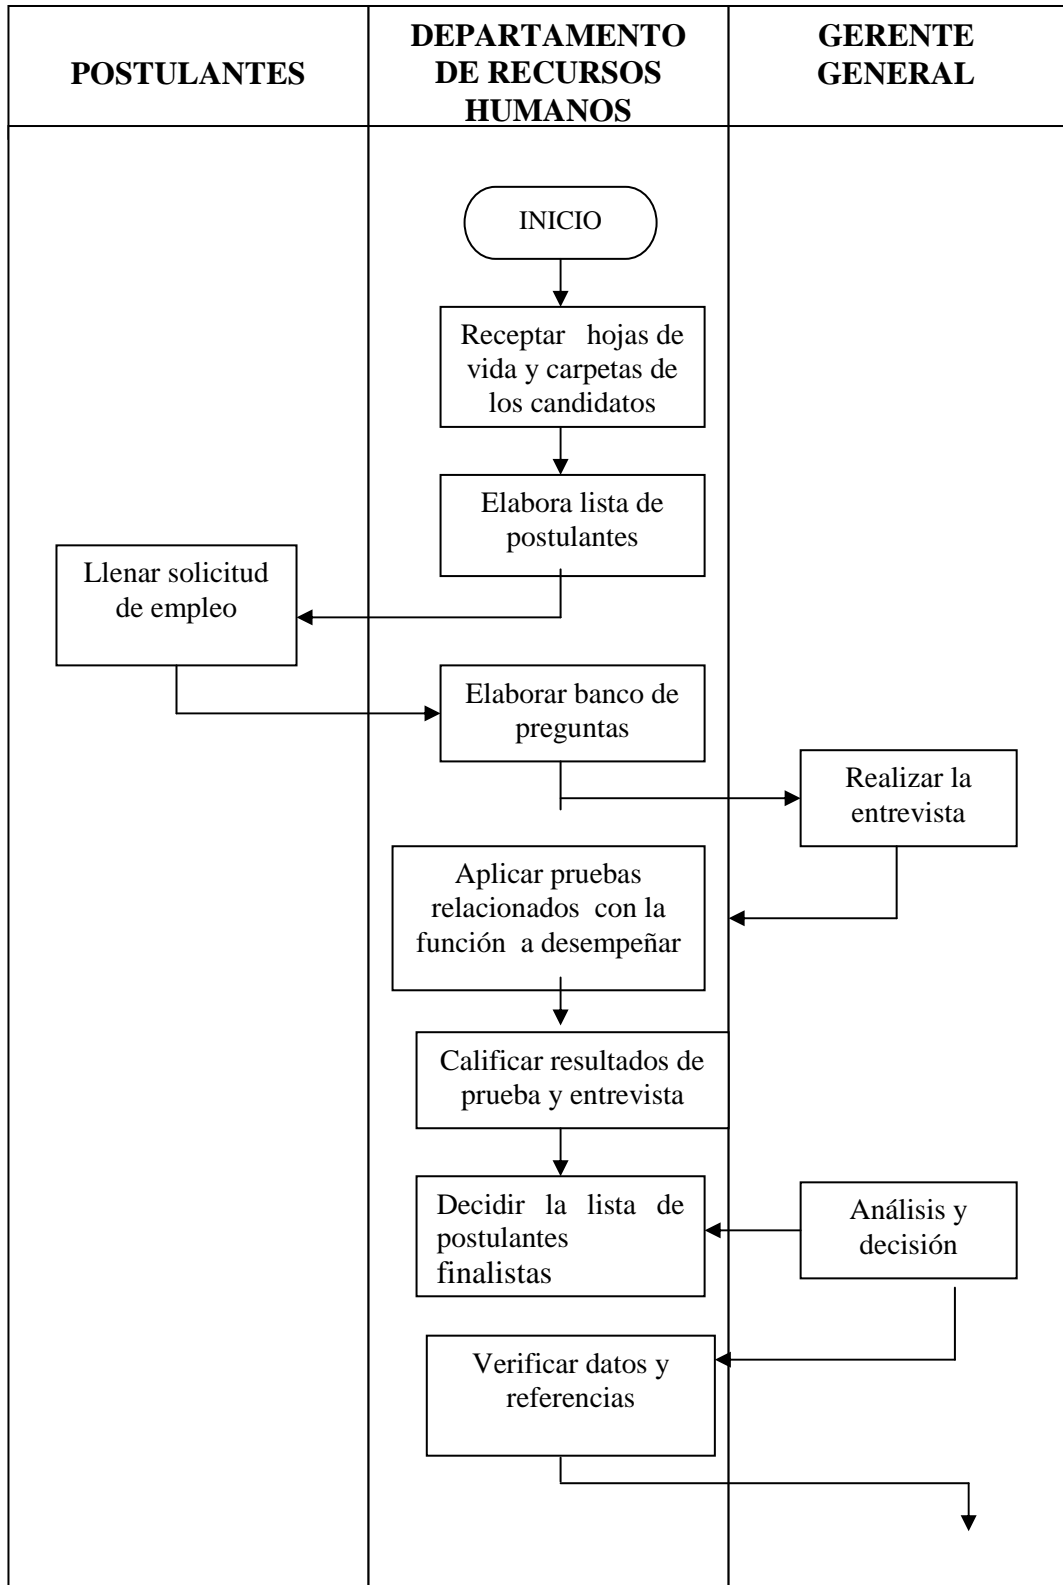 POSTULANTES
DEPARTAMENTO
DE RECURSOS
HUMANOS
GERENTE
GENERAL
INICIO
Receptar hojas de
vida y carpetas de
los candidatos
Elabora lista de
postulantes
Llenar solicitud
de empleo
Elaborar banco de
preguntas
Realizar la
entrevista
Aplicar pruebas
relacionados con la
función a desempeñar
Calificar resultados de
prueba y entrevista
Decidir la lista de
postulantes
finalistas
Análisis y
decisión
Verificar datos y
referencias